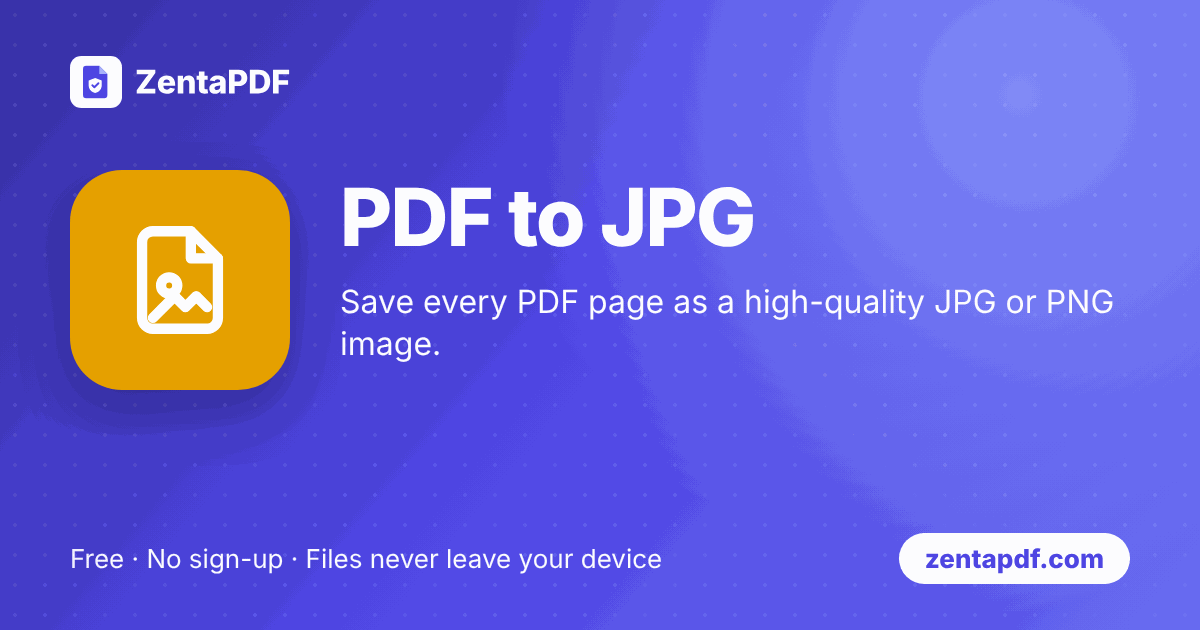 ZentaPDF
PDF to JPG
Save every PDF page as a high-quality JPG or PNG
image.
Free · No sign-up · Files never leave your device
zentapdf.com